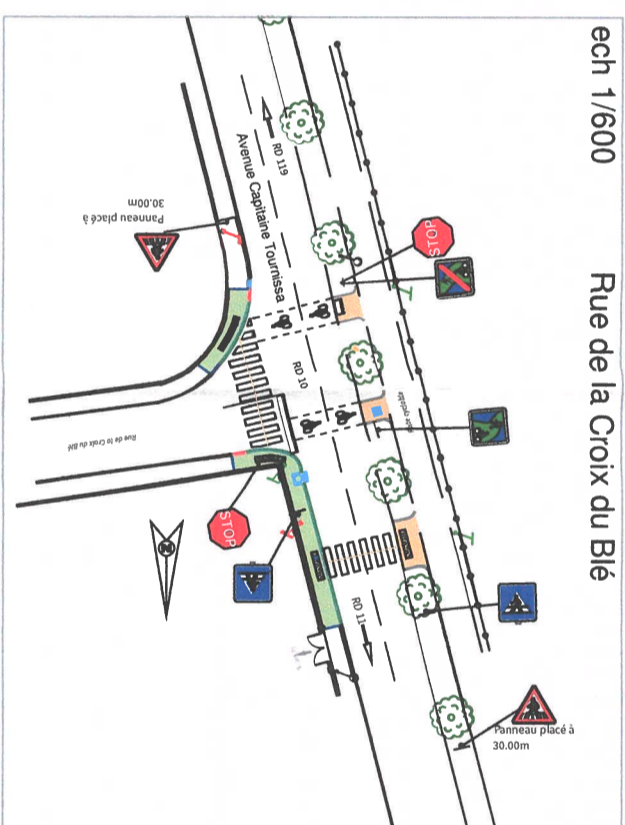 ech 1/600
Rue de la Croix du Blé
RD 119
Avenue Capitaine Tournissa
Panneau placé à
30.00m
STOP
RD 10
Rue de la Croix du Blé
STOP
N
RD 11
Panneau placé à
30.00m